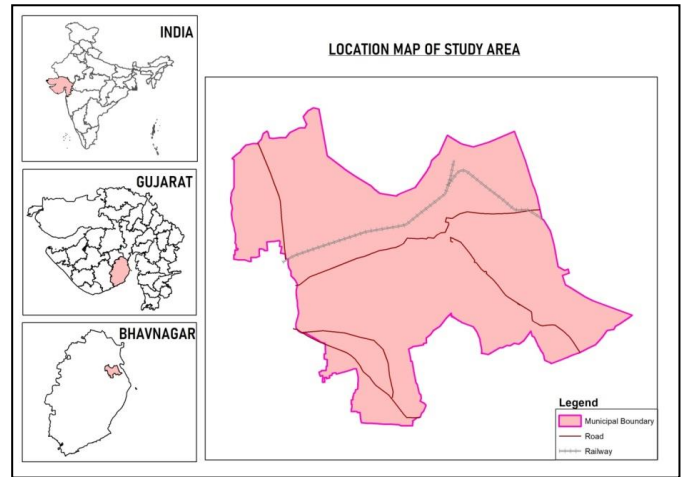 INDIA
GUJARAT
BHAVNAGAR
LOCATION MAP OF STUDY AREA
Legend
Municipal Boundary
Road
Railway